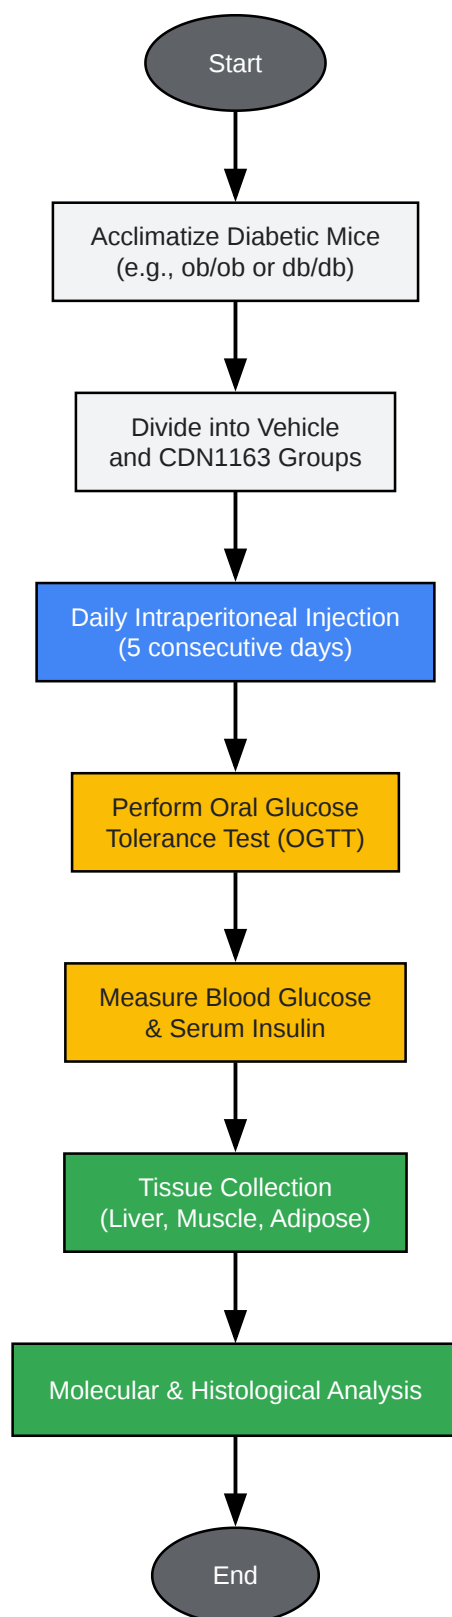 Start
Acclimatize Diabetic Mice
(e.g., ob/ob or db/db)
Divide into Vehicle
and CDN1163 Groups
Daily Intraperitoneal Injection
(5 consecutive days)
Perform Oral Glucose
Tolerance Test (OGTT)
Measure Blood Glucose
& Serum Insulin
Tissue Collection
(Liver, Muscle, Adipose)
Molecular & Histological Analysis
End